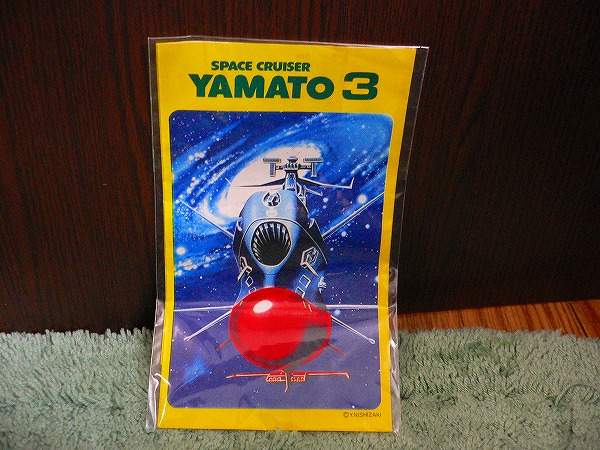 SPACE CRUISER
YAMATO 3
©Y.NISHIZAKI